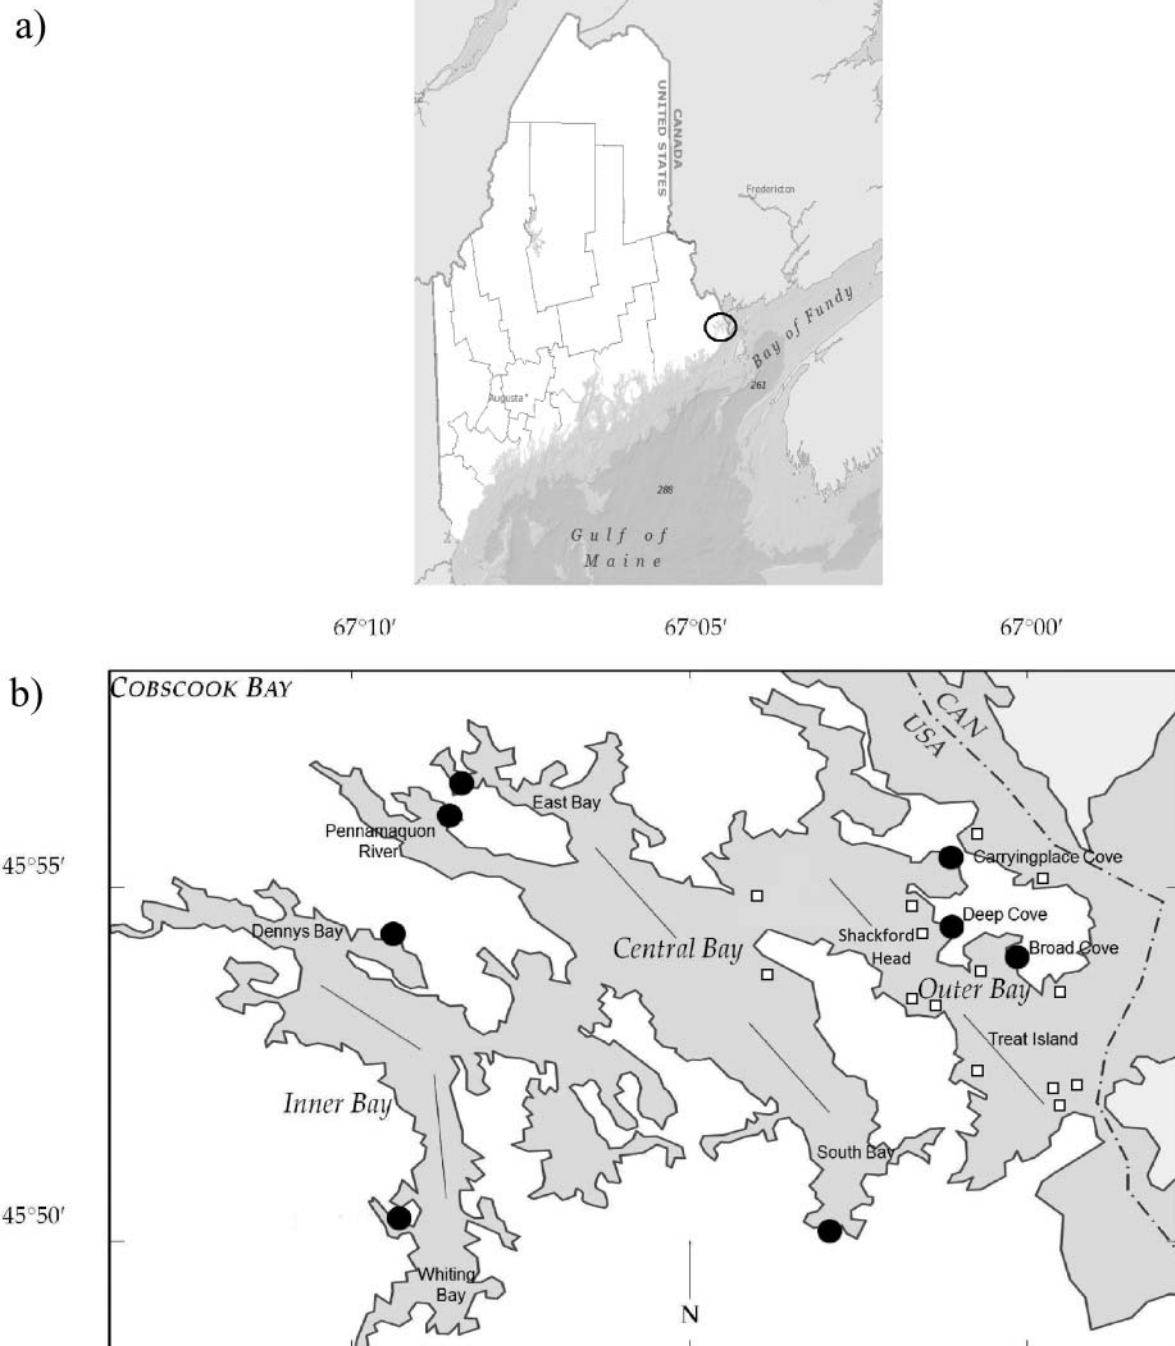 a)
CANADA
UNITED STATES
Fredericton
Bay of Fundy
261
Augusta
288
Gulf of
Maine
67°10′ 67°05′ 67°00′
b)
COBSCOOK BAY
CAN
USA
East Bay
Pennamaquon
River
45°55′
Carryingplace Cove
Deep Cove
Dennys Bay
Shackford
Head
Central Bay
Broad Cove
Outer Bay
Treat Island
Inner Bay
South Bay
45°50′
Whiting
Bay
N